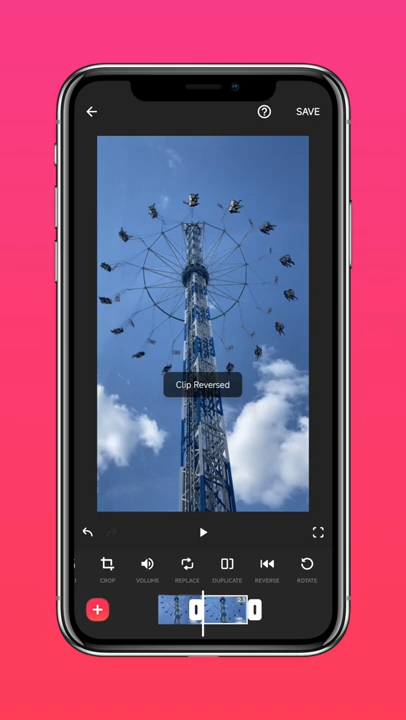 SAVE
Clip Reversed
CROP
VOLUME
REPLACE
DUPLICATE
REVERSE
ROTATE